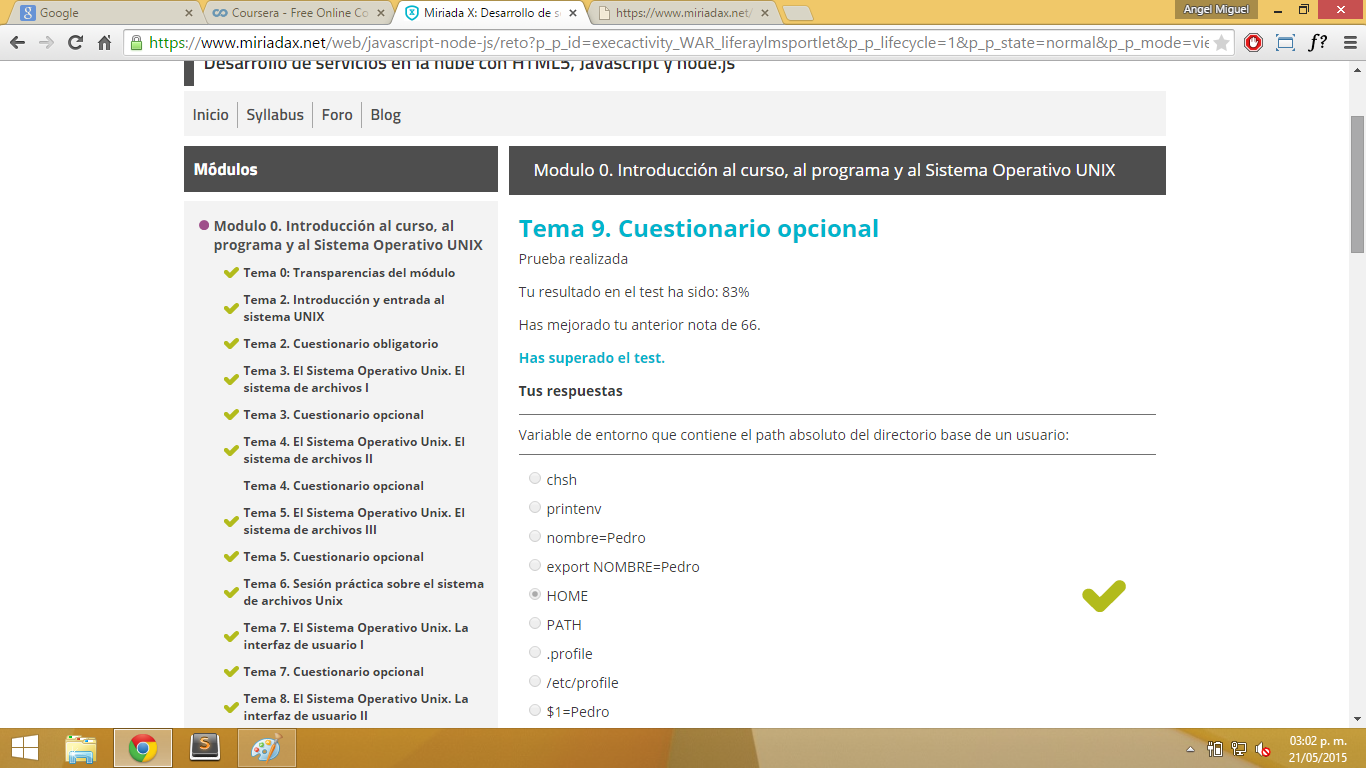 Google
Coursera - Free Online Co
Miriada X: Desarrollo de s
https://www.miriadax.net/
Angel Miguel
https://www.miriadax.net/web/javascript-node-js/reto?p_p_id=execactivity_WAR_liferaylmsportlet&p_p_lifecycle=1&p_p_state=normal&p_p_mode=vie
f?
Desarrollo de servicios en la nube con HTML5, Javascript y node.js
Inicio
Syllabus
Foro
Blog
Módulos
Modulo 0. Introducción al curso, al
programa y al Sistema Operativo UNIX
Tema 0: Transparencias del módulo
Tema 2. Introducción y entrada al
sistema UNIX
Tema 2. Cuestionario obligatorio
Tema 3. El Sistema Operativo Unix. El
sistema de archivos I
Tema 3. Cuestionario opcional
Tema 4. El Sistema Operativo Unix. El
sistema de archivos II
Tema 4. Cuestionario opcional
Tema 5. El Sistema Operativo Unix. El
sistema de archivos III
Tema 5. Cuestionario opcional
Tema 6. Sesión práctica sobre el sistema
de archivos Unix
Tema 7. El Sistema Operativo Unix. La
interfaz de usuario I
Tema 7. Cuestionario opcional
Tema 8. El Sistema Operativo Unix. La
interfaz de usuario II
Modulo 0. Introducción al curso, al programa y al Sistema Operativo UNIX
Tema 9. Cuestionario opcional
Prueba realizada
Tu resultado en el test ha sido: 83%
Has mejorado tu anterior nota de 66.
Has superado el test.
Tus respuestas
Variable de entorno que contiene el path absoluto del directorio base de un usuario:
chsh
printenv
nombre=Pedro
export NOMBRE=Pedro
HOME
PATH
.profile
/etc/profile
$1=Pedro
03:02 p. m.
21/05/2015